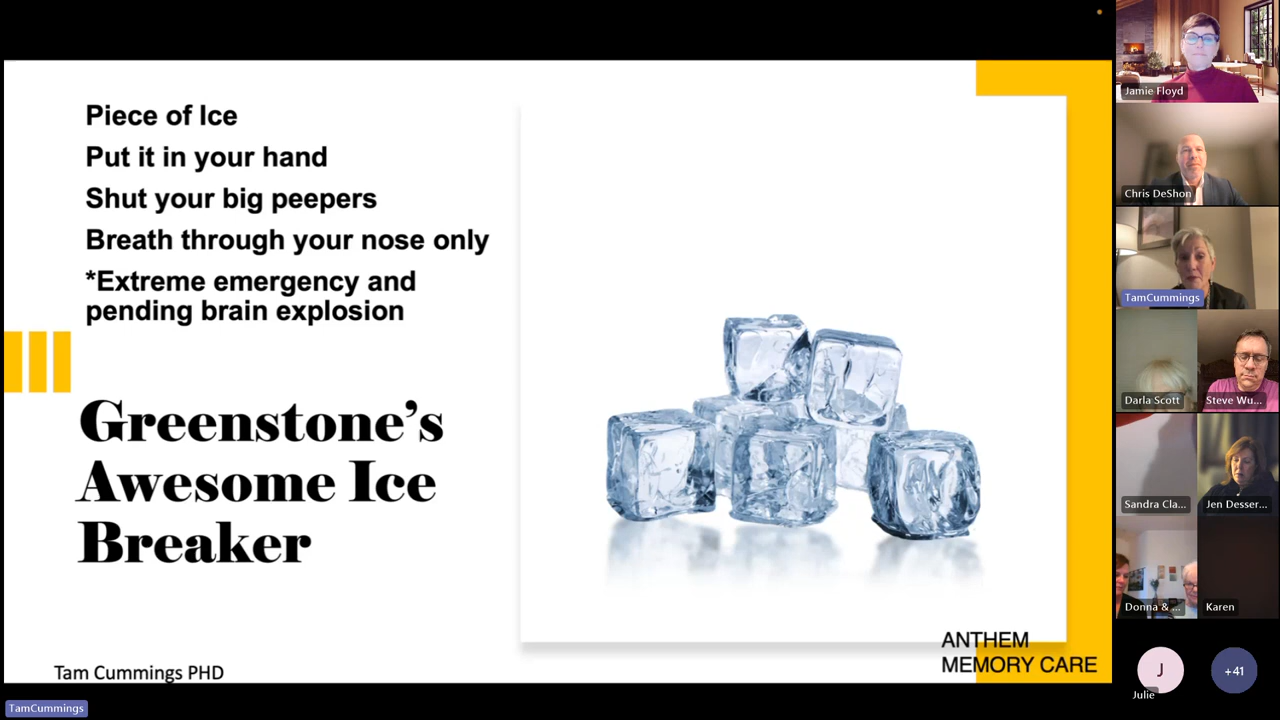 Piece of Ice
Put it in your hand
Shut your big peepers
Breath through your nose only
*Extreme emergency and
pending brain explosion
Greenstone’s
Awesome Ice
Breaker
Tam Cummings PHD
ANTHEM
MEMORY CARE
TamCummings
Jamie Floyd
Chris DeShon
TamCummings
Darla Scott
Steve Wu...
Sandra Cla...
Jen Desser...
Donna & ...
Karen
J
Julie
+41